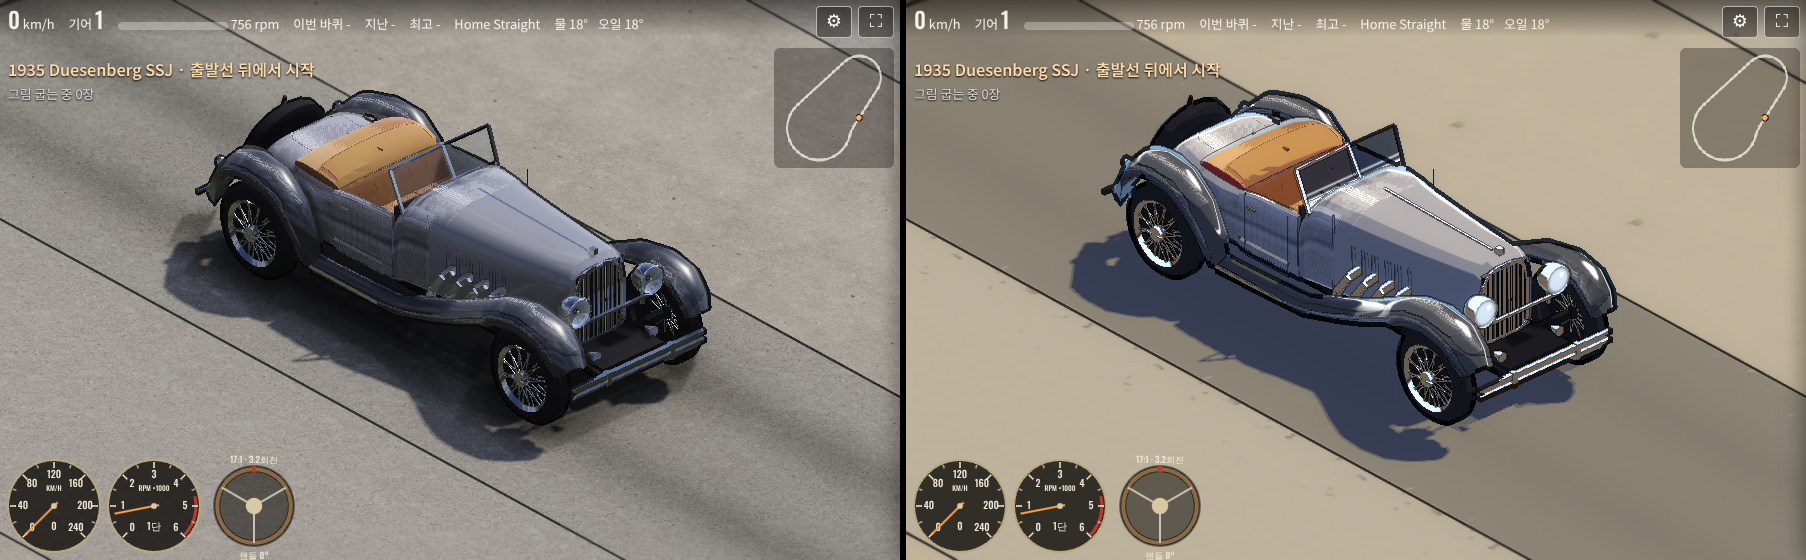 0 km/h 기어 1 756 rpm 이번 바퀴 - 지난 - 최고 - Home Straight 물 18° 오일 18°
1935 Duesenberg SSJ · 출발선 뒤에서 시작
그림 굽는 중 0장
17:1 · 3.2회전
0 40 80 120 160 200 240 KM/H 0
0 1 2 3 4 5 6 RPM ×1000 1단
핸들 0°
0 km/h 기어 1 756 rpm 이번 바퀴 - 지난 - 최고 - Home Straight 물 18° 오일 18°
1935 Duesenberg SSJ · 출발선 뒤에서 시작
그림 굽는 중 0장
17:1 · 3.2회전
0 40 80 120 160 200 240 KM/H 0
0 1 2 3 4 5 6 RPM ×1000 1단
핸들 0°